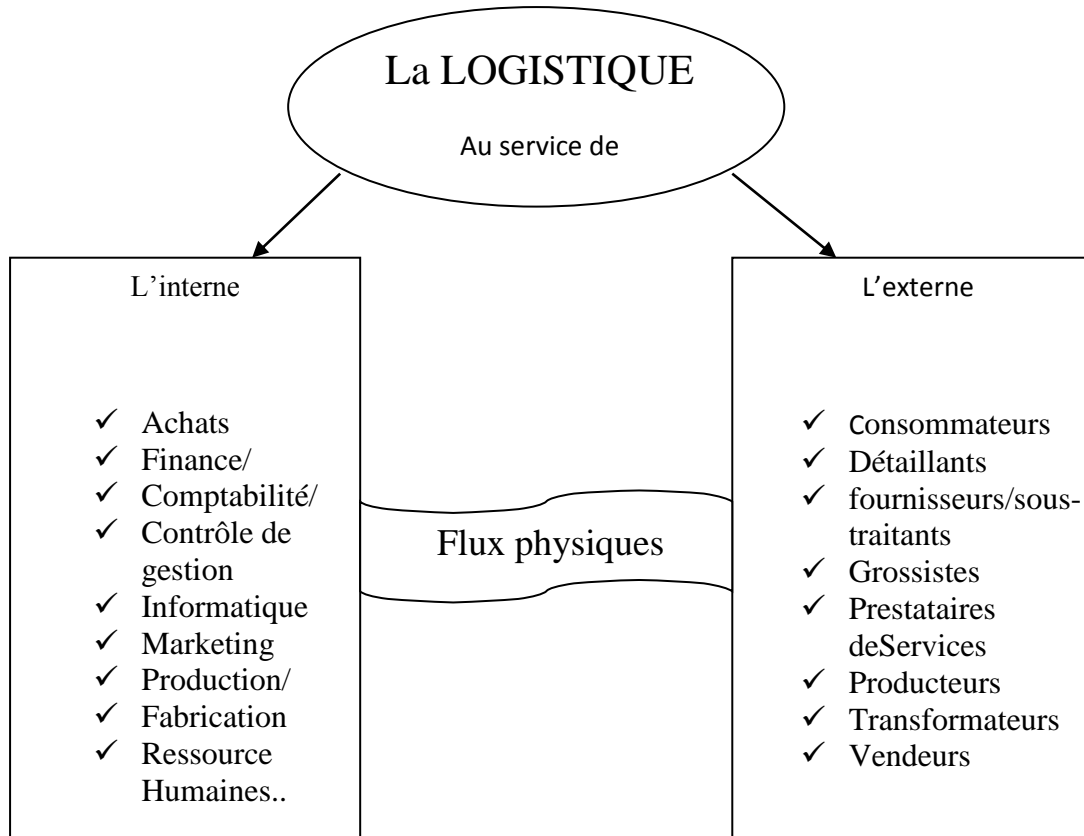 La LOGISTIQUE
Au service de
L’interne
✓ Achats
✓ Finance/
✓ Comptabilité/
✓ Contrôle de
gestion
✓ Informatique
✓ Marketing
✓ Production/
✓ Fabrication
✓ Ressource
Humaines..
Flux physiques
L’externe
✓ Consommateurs
✓ Détaillants
✓ fournisseurs/sous-
traitants
✓ Grossistes
✓ Prestataires
deServices
✓ Producteurs
✓ Transformateurs
✓ Vendeurs